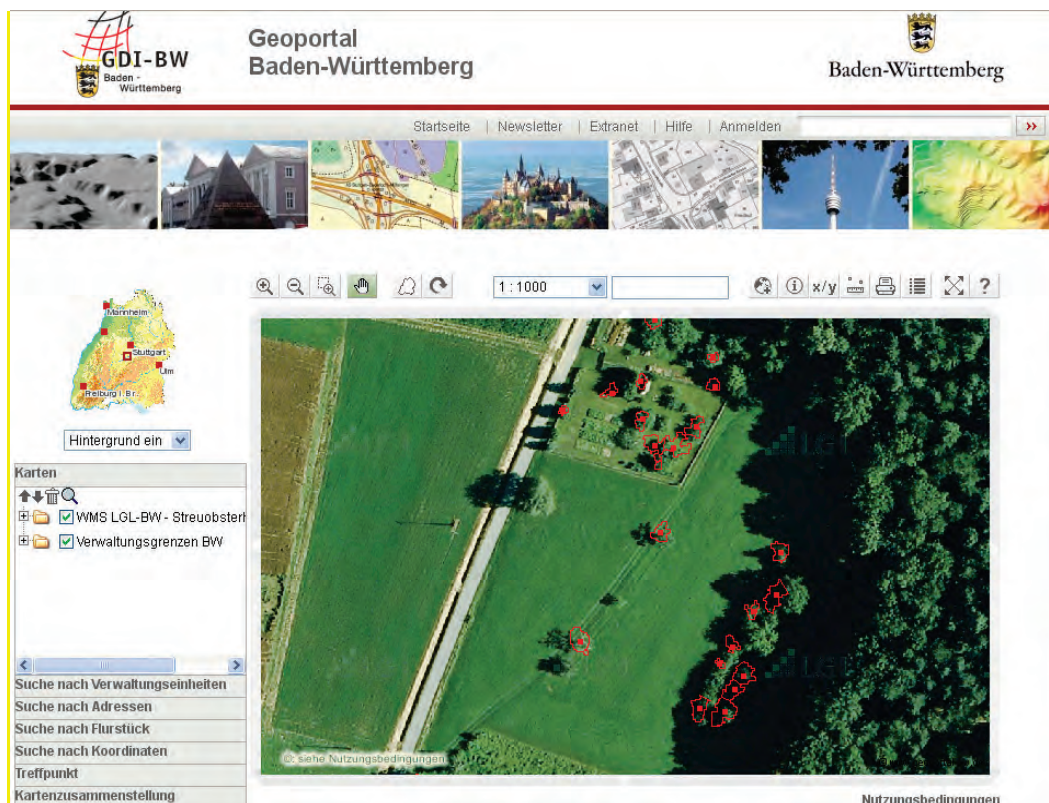 GDI-BW
Baden-
Württemberg
Geoportal
Baden-Württemberg
Baden-Württemberg
Startseite | Newsletter | Extranet | Hilfe | Anmelden
1 : 1000
x/y
?
Mannheim
Stuttgart
Ulm
Freiburg i. Br.
Hintergrund ein
Karten
WMS LGL-BW - Streuobsterh
Verwaltungsgrenzen BW
Suche nach Verwaltungseinheiten
Suche nach Adressen
Suche nach Flurstück
Suche nach Koordinaten
Treffpunkt
Kartenzusammenstellung
LGL
LGL
©: siehe Nutzungsbedingungen
Nutzungsbedingungen